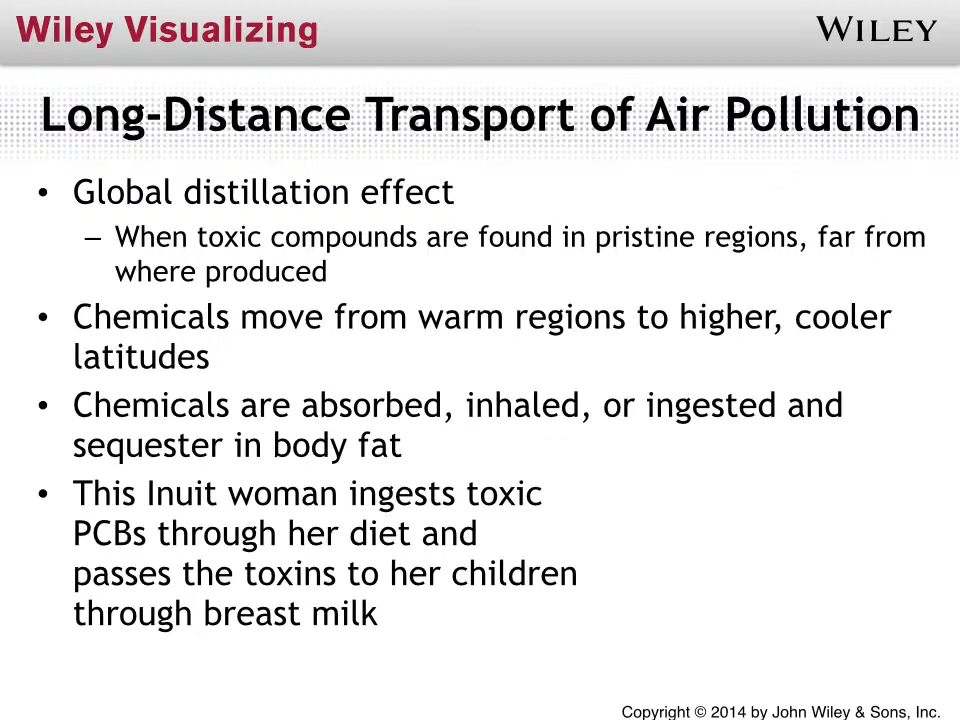 Wiley Visualizing
WILEY
Long-Distance Transport of Air Pollution
• Global distillation effect
– When toxic compounds are found in pristine regions, far from
where produced
• Chemicals move from warm regions to higher, cooler
latitudes
• Chemicals are absorbed, inhaled, or ingested and
sequester in body fat
• This Inuit woman ingests toxic
PCBs through her diet and
passes the toxins to her children
through breast milk
Copyright © 2014 by John Wiley & Sons, Inc.